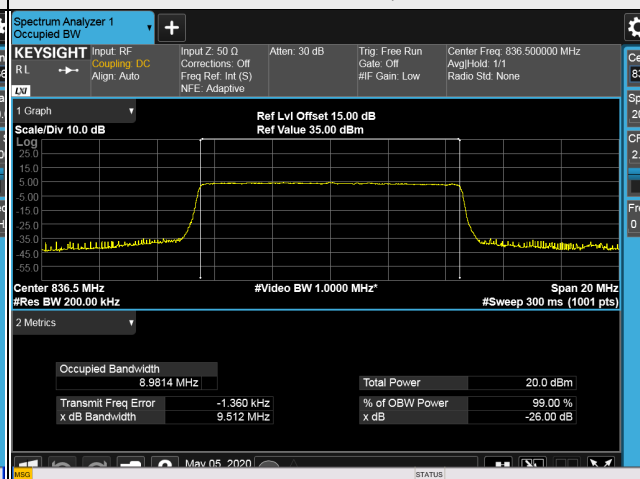 Spectrum Analyzer 1
Occupied BW
+
KEYSIGHT
R L
LXI
Input: RF
Coupling: DC
Align: Auto
Input Z: 50 Ω
Corrections: Off
Freq Ref: Int (S)
NFE: Adaptive
Atten: 30 dB
Trig: Free Run
Gate: Off
#IF Gain: Low
Center Freq: 836.500000 MHz
Avg|Hold: 1/1
Radio Std: None
1 Graph
Scale/Div 10.0 dB
Ref Lvl Offset 15.00 dB
Ref Value 35.00 dBm
Log
25.0
15.0
5.00
-5.00
-15.0
-25.0
-35.0
-45.0
-55.0
Center 836.5 MHz
#Res BW 200.00 kHz
#Video BW 1.0000 MHz*
Span 20 MHz
#Sweep 300 ms (1001 pts)
2 Metrics
Occupied Bandwidth
8.9814 MHz
Total Power 20.0 dBm
Transmit Freq Error -1.360 kHz
% of OBW Power 99.00 %
x dB Bandwidth 9.512 MHz
x dB -26.00 dB
May 05, 2020
MSG
STATUS